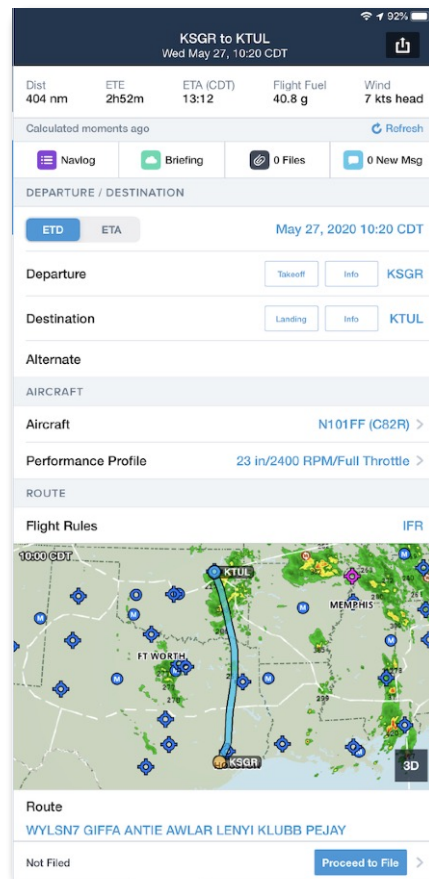 92%
KSGR to KTUL
Wed May 27, 10:20 CDT
Dist ETE ETA (CDT) Flight Fuel Wind
404 nm 2h52m 13:12 40.8 g 7 kts head
Calculated moments ago Refresh
Navlog Briefing 0 Files 0 New Msg
DEPARTURE / DESTINATION
ETD ETA May 27, 2020 10:20 CDT
Departure Takeoff Info KSGR
Destination Landing Info KTUL
Alternate
AIRCRAFT
Aircraft N101FF (C82R) >
Performance Profile 23 in/2400 RPM/Full Throttle >
ROUTE
Flight Rules IFR
10:00 CDT
KTUL
MEMPHIS
FT WORTH
KSGR
3D
Route
WYLSN7 GIFFA ANTIE AWLAR LENYI KLUBB PEJAY
Not Filed Proceed to File >